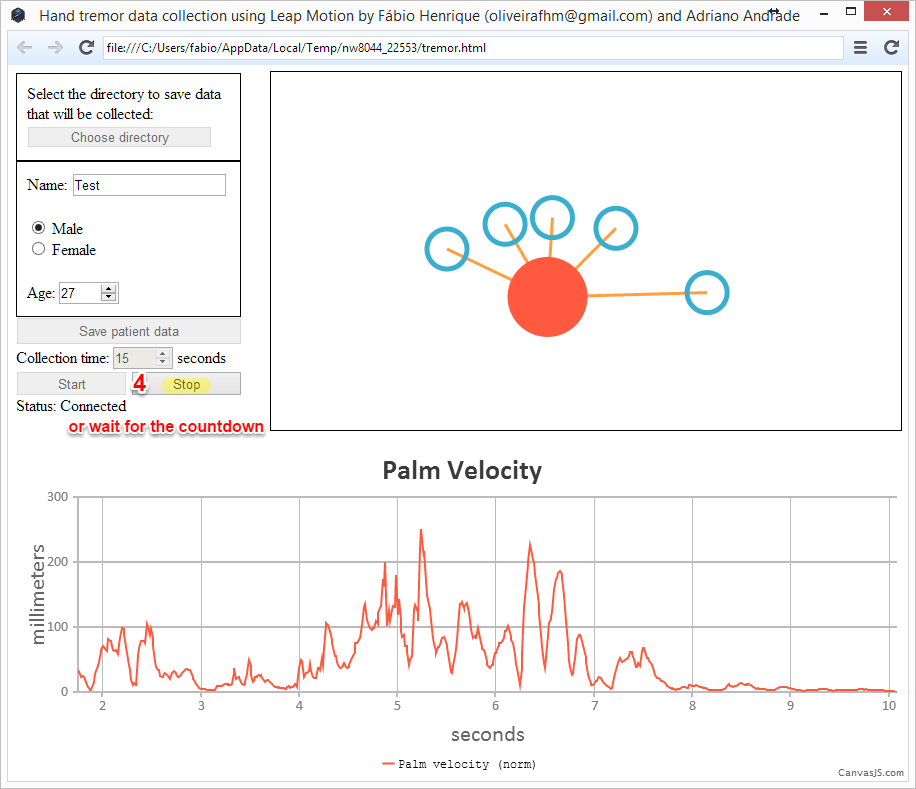 Hand tremor data collection using Leap Motion by Fábio Henrique (oliveirafhm@gmail.com) and Adriano Andrade
file:///C:/Users/fabio/AppData/Local/Temp/nw8044_22553/tremor.html
Select the directory to save data
that will be collected:
Choose directory
Name: Test
Male
Female
Age: 27
Save patient data
Collection time: 15 seconds
Start 4 Stop
Status: Connected
or wait for the countdown
Palm Velocity
millimeters
300
200
100
0
2 3 4 5 6 7 8 9 10
seconds
Palm velocity (norm)
CanvasJS.com